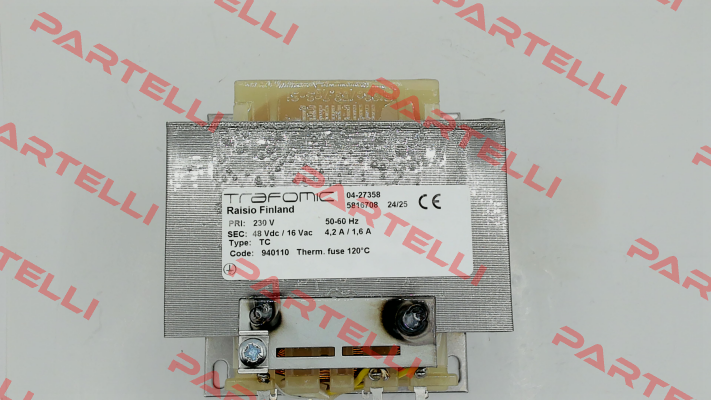 PARTELLI
TRAFOMIC
04-27358
Raisio Finland
5816708 24/25 CE
PRI: 230 V 50-60 Hz
SEC: 48 Vdc / 16 Vac 4,2 A / 1,6 A
Type: TC
Code: 940110 Therm. fuse 120°C
PARTELLI
PARTELLI
PARTELLI
PARTELLI
PARTELLI
PARTELLI
PARTELLI